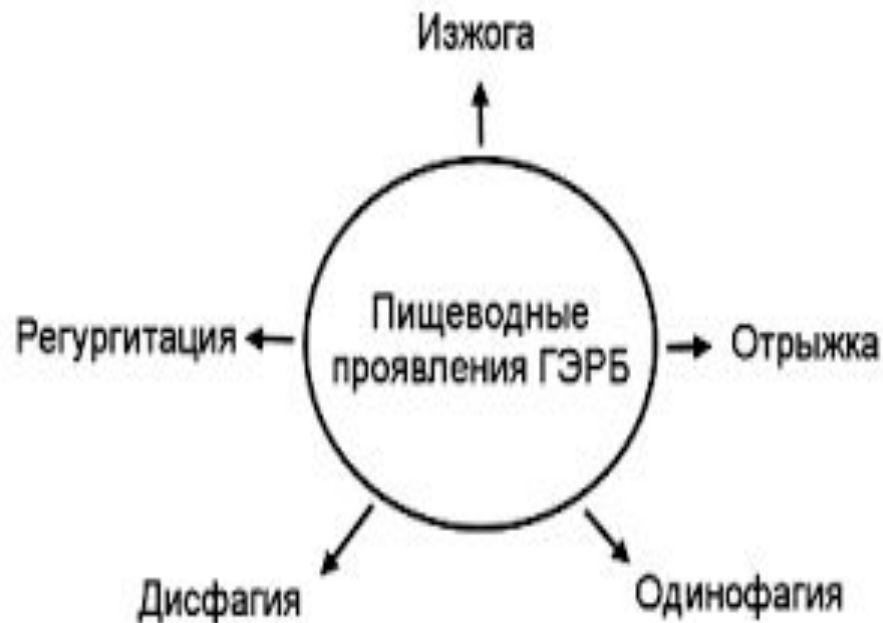 Изжога
Пищеводные
проявления ГЭРБ
Регургитация
Отрыжка
Дисфагия
Одинофагия